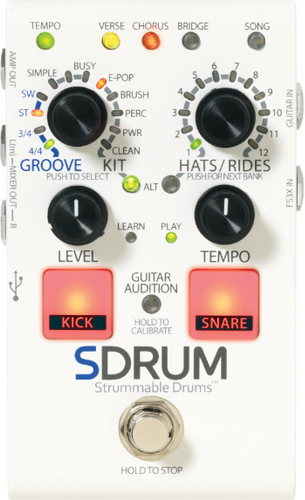 TEMPO VERSE CHORUS BRIDGE SONG
AMP OUT
GUITAR IN
SIMPLE BUSY E-POP
SW BRUSH
ST PERC
3/4 PWR
4/4 CLEAN
GROOVE KIT
PUSH TO SELECT
1 2 3 4 5 6 7 8 9 10 11 12
HATS/RIDES
PUSH FOR NEXT BANK
ALT
L(m)—MIXER OUT—R
FS3X IN
LEARN PLAY
LEVEL TEMPO
GUITAR
AUDITION
KICK SNARE
HOLD TO
CALIBRATE
SDRUM
Strummable Drums™
HOLD TO STOP